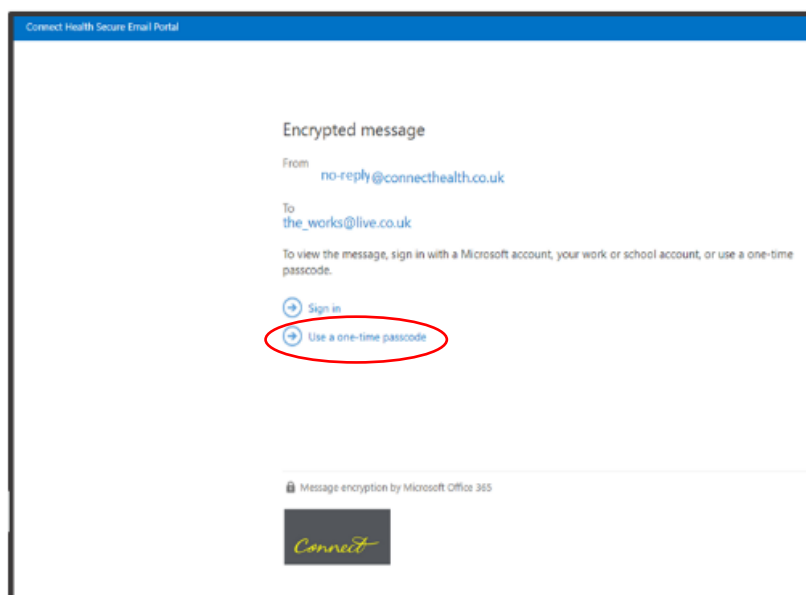 Connect Health Secure Email Portal
Encrypted message
From
no-reply@connecthealth.co.uk
To
the_works@live.co.uk
To view the message, sign in with a Microsoft account, your work or school account, or use a one-time
passcode.
Sign in
Use a one-time passcode
Message encryption by Microsoft Office 365
Connect